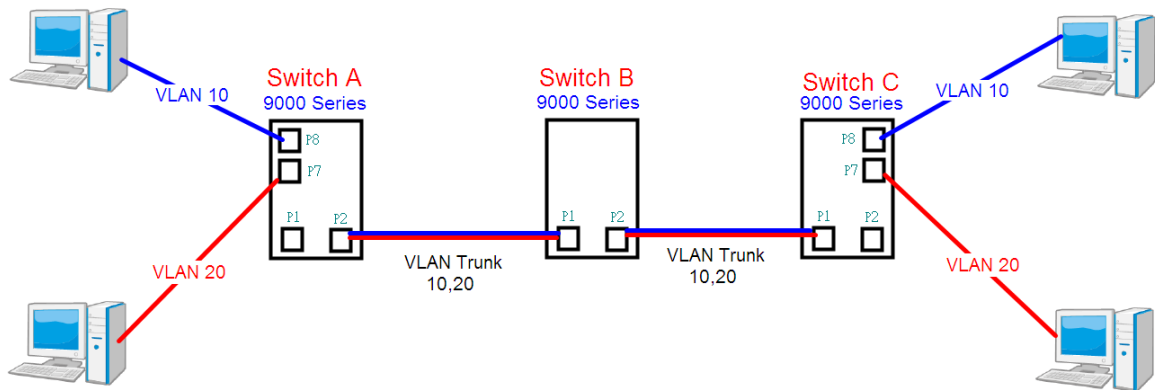 Switch A
9000 Series
Switch B
9000 Series
Switch C
9000 Series
VLAN 10
VLAN 10
P8
P7
P8
P7
P1
P2
P1
P2
P1
P2
VLAN 20
VLAN Trunk
10,20
VLAN Trunk
10,20
VLAN 20